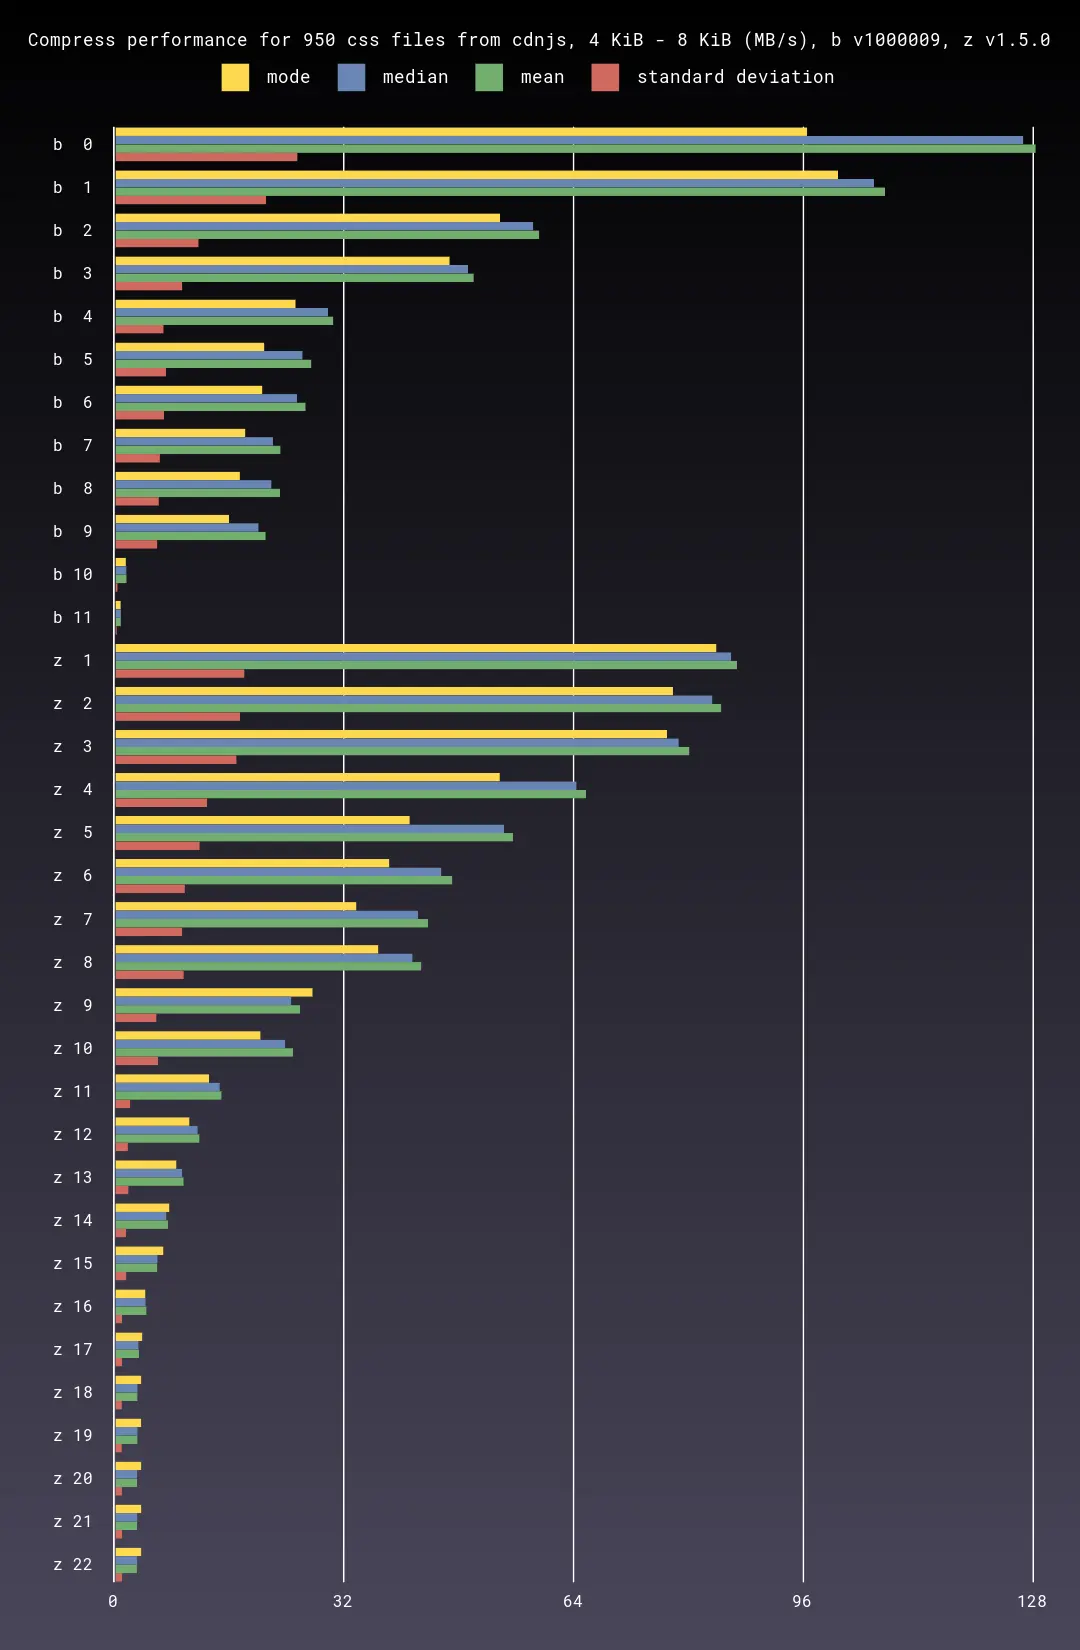 Compress performance for 950 css files from cdnjs, 4 KiB - 8 KiB (MB/s), b v1000009, z v1.5.0
mode median mean standard deviation
b 0
b 1
b 2
b 3
b 4
b 5
b 6
b 7
b 8
b 9
b 10
b 11
z 1
z 2
z 3
z 4
z 5
z 6
z 7
z 8
z 9
z 10
z 11
z 12
z 13
z 14
z 15
z 16
z 17
z 18
z 19
z 20
z 21
z 22
0 32 64 96 128